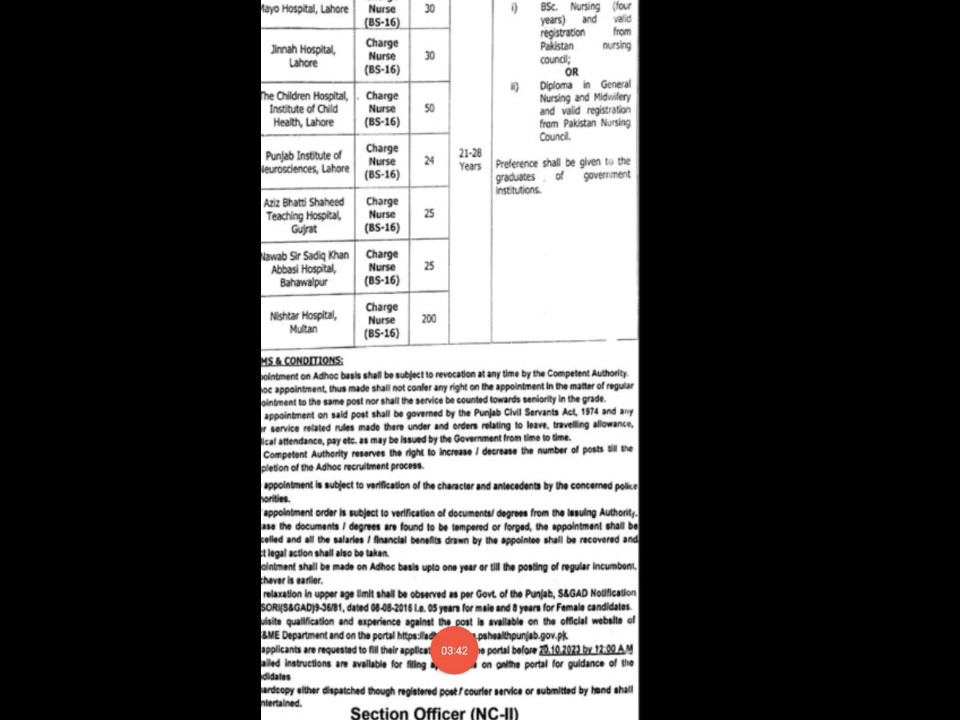 Mayo Hospital, Lahore
Nurse
(BS-16)
30
Jinnah Hospital,
Lahore
Charge
Nurse
(BS-16)
30
The Children Hospital,
Institute of Child
Health, Lahore
Charge
Nurse
(BS-16)
50
Punjab Institute of
Neurosciences, Lahore
Charge
Nurse
(BS-16)
24
Aziz Bhatti Shaheed
Teaching Hospital,
Gujrat
Charge
Nurse
(BS-16)
25
Nawab Sir Sadiq Khan
Abbasi Hospital,
Bahawalpur
Charge
Nurse
(BS-16)
25
Nishtar Hospital,
Multan
Charge
Nurse
(BS-16)
200
21-28
Years
i) BSc. Nursing (four
years) and valid
registration from
Pakistan nursing
council;
OR
ii) Diploma in General
Nursing and Midwifery
and valid registration
from Pakistan Nursing
Council.
Preference shall be given to the
graduates of government
institutions.
MS & CONDITIONS:
ointment on Adhoc basis shall be subject to revocation at any time by the Competent Authority.
oc appointment, thus made shall not confer any right on the appointment in the matter of regular
ointment to the same post nor shall the service be counted towards seniority in the grade.
appointment on said post shall be governed by the Punjab Civil Servants Act, 1974 and any
r service related rules made there under and orders relating to leave, travelling allowance,
ical attendance, pay etc. as may be issued by the Government from time to time.
Competent Authority reserves the right to increase / decrease the number of posts till the
pletion of the Adhoc recruitment process.
appointment is subject to verification of the character and antecedents by the concerned police
horities.
appointment order is subject to verification of documents/ degrees from the issuing Authority.
ase the documents / degrees are found to be tempered or forged, the appointment shall be
celled and all the salaries / financial benefits drawn by the appointee shall be recovered and
t legal action shall also be taken.
ointment shall be made on Adhoc basis upto one year or till the posting of regular incumbent,
chever is earlier.
relaxation in upper age limit shall be observed as per Govt. of the Punjab, S&GAD Notification
SORI(S&GAD)9-36/81, dated 08-08-2016 i.e. 05 years for male and 8 years for Female candidates.
uisite qualification and experience against the post is available on the official website of
&ME Department and on the portal https://adh .pshealthpunjab.gov.pk
applicants are requested to fill their applicat e portal before 20.10.2023 by 12:00 A.M
ailed instructions are available for filling on online portal for guidance of the
didates
ardcopy either dispatched though registered post / courier service or submitted by hand shall
ntertained.
Section Officer (NC-II)
03:42